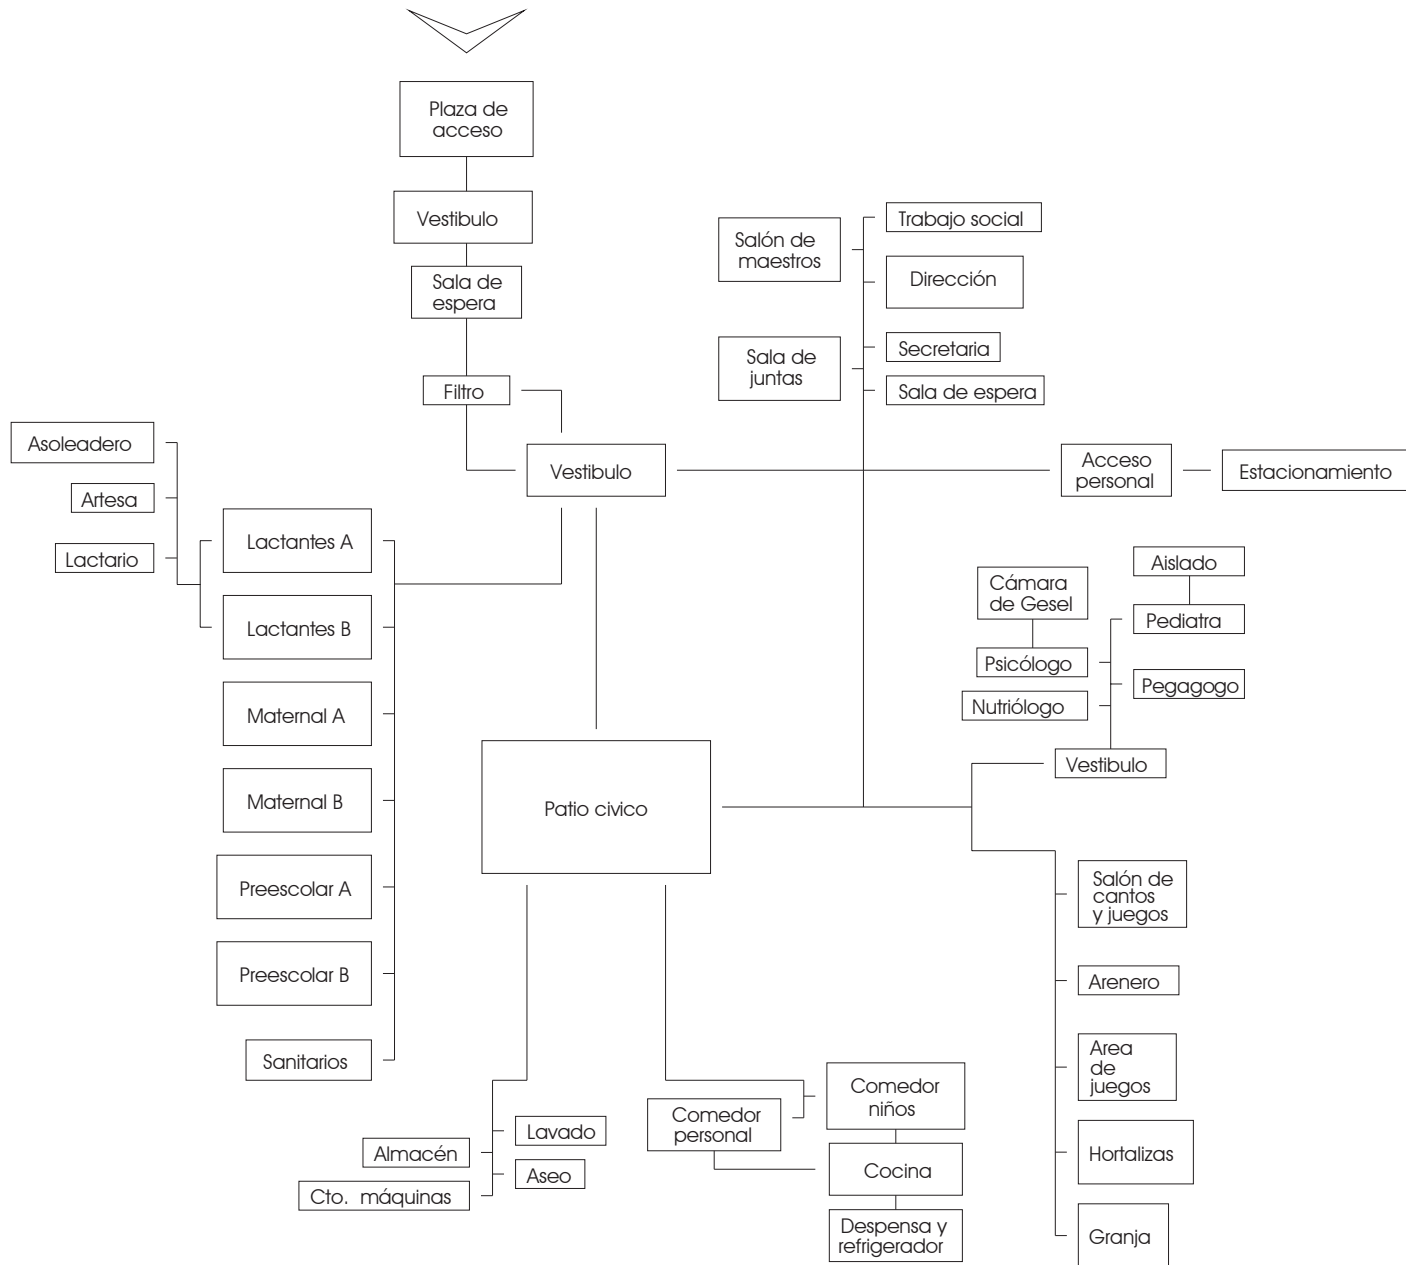 Plaza de
acceso
Vestibulo
Sala de
espera
Filtro
Vestibulo
Salón de
maestros
Sala de
juntas
Trabajo social
Dirección
Secretaria
Sala de espera
Acceso
personal
Estacionamiento
Asoleadero
Artesa
Lactario
Lactantes A
Lactantes B
Maternal A
Maternal B
Preescolar A
Preescolar B
Sanitarios
Patio civico
Cámara
de Gesel
Psicólogo
Nutriólogo
Aislado
Pediatra
Pegagogo
Vestibulo
Salón de
cantos
y juegos
Arenero
Area
de
juegos
Hortalizas
Granja
Lavado
Almacén
Aseo
Cto. máquinas
Comedor
personal
Comedor
niños
Cocina
Despensa y
refrigerador